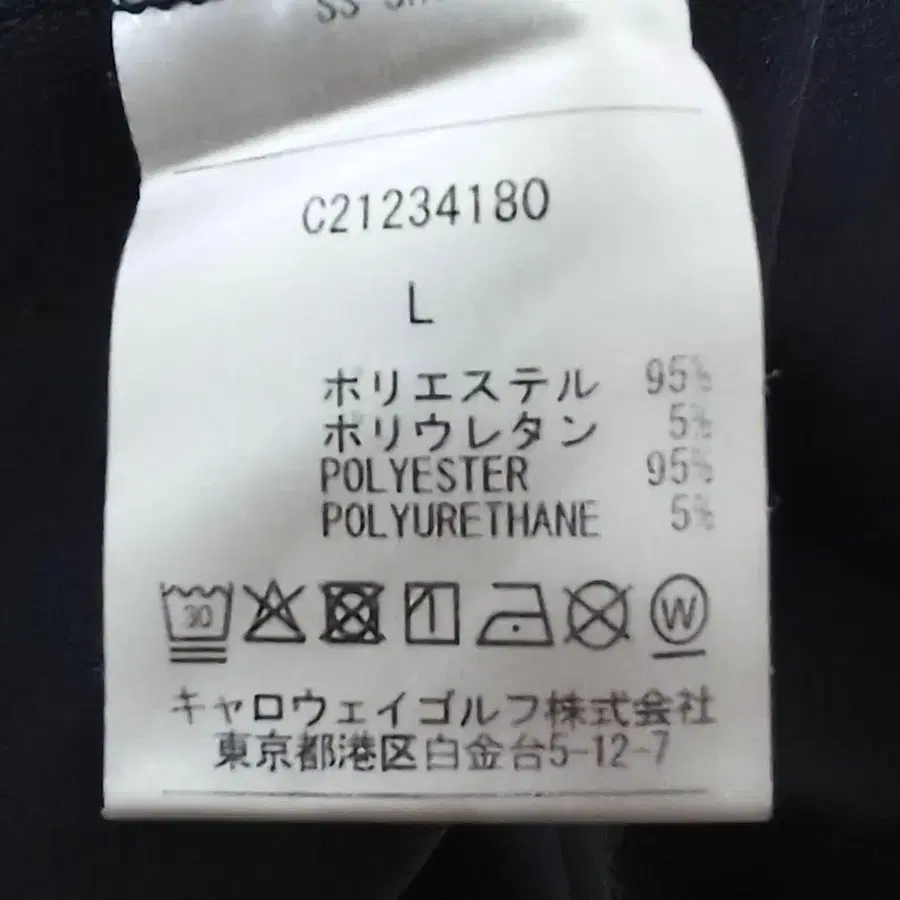 C21234180
L
ポリエステル 95%
ポリウレタン 5%
POLYESTER 95%
POLYURETHANE 5%
30
W
キャロウェイゴルフ株式会社
東京都港区白金台5-12-7